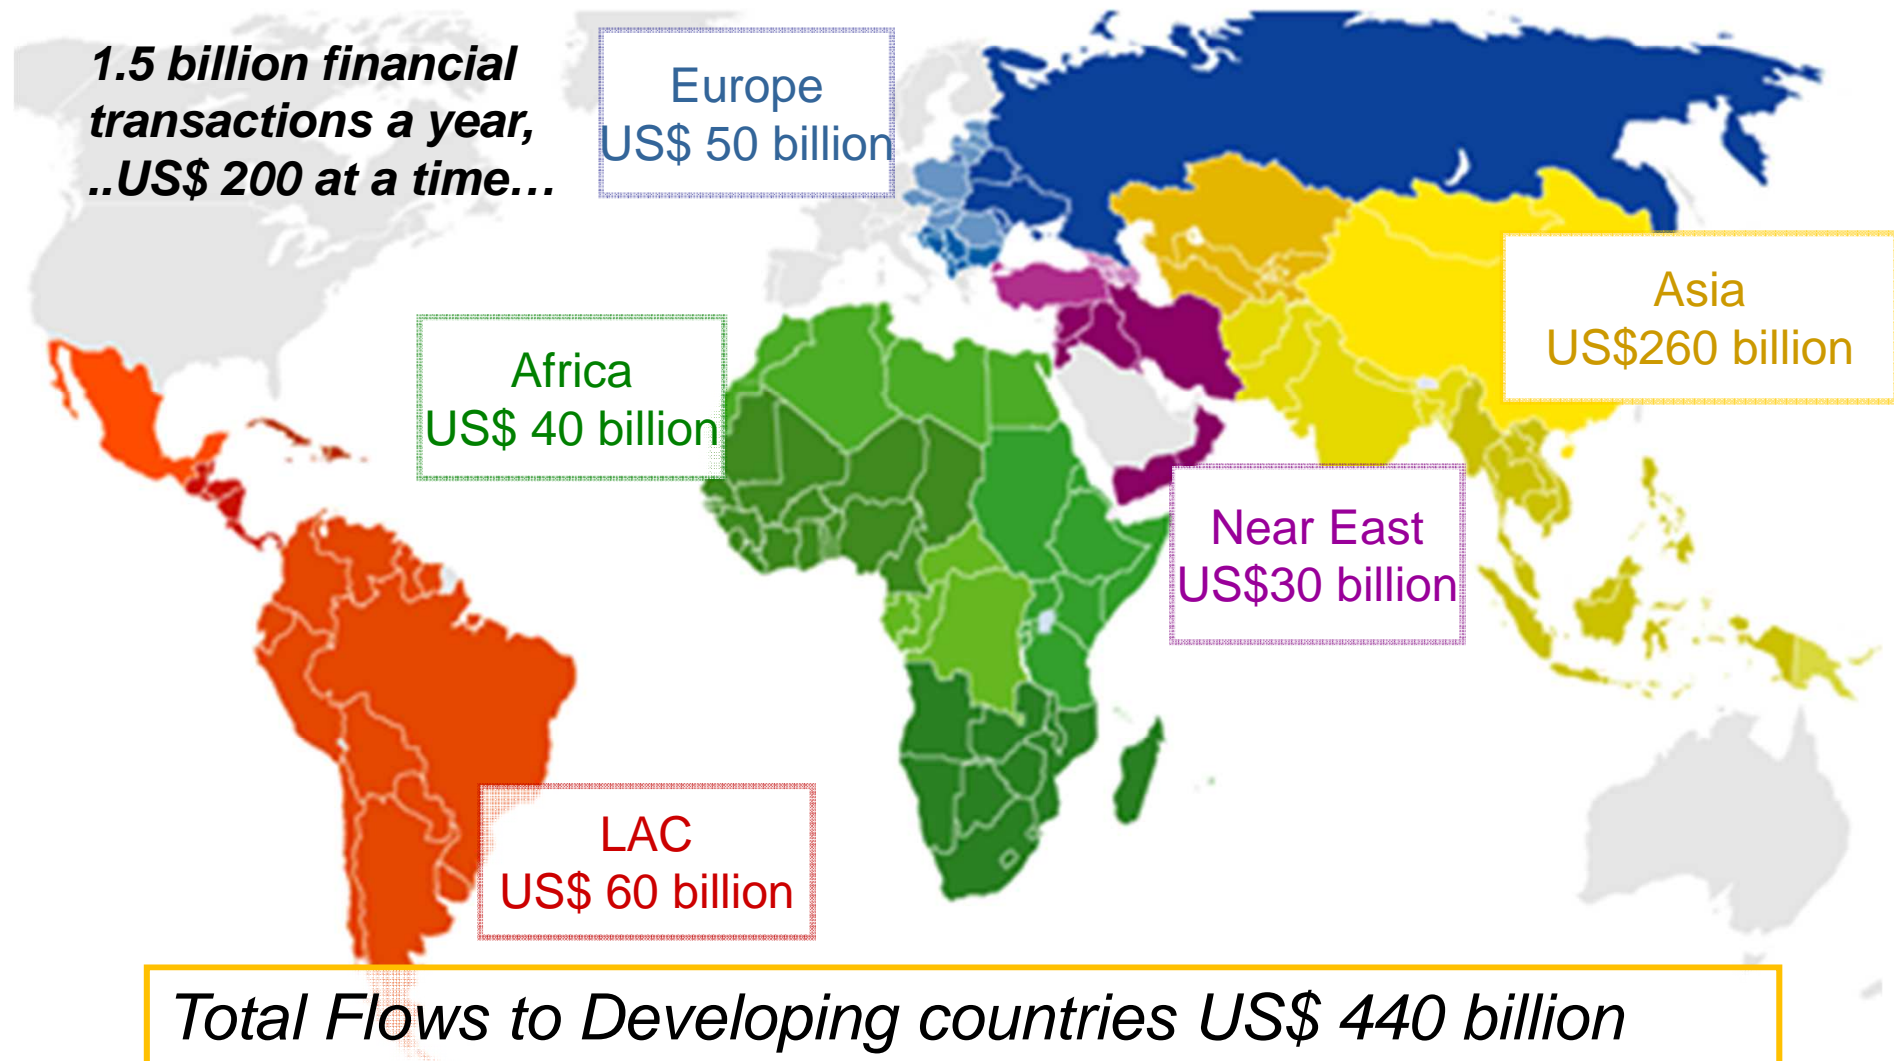 1.5 billion financial
transactions a year,
..US$ 200 at a time…
Europe
US$ 50 billion
Asia
US$260 billion
Africa
US$ 40 billion
Near East
US$30 billion
LAC
US$ 60 billion
Total Flows to Developing countries US$ 440 billion